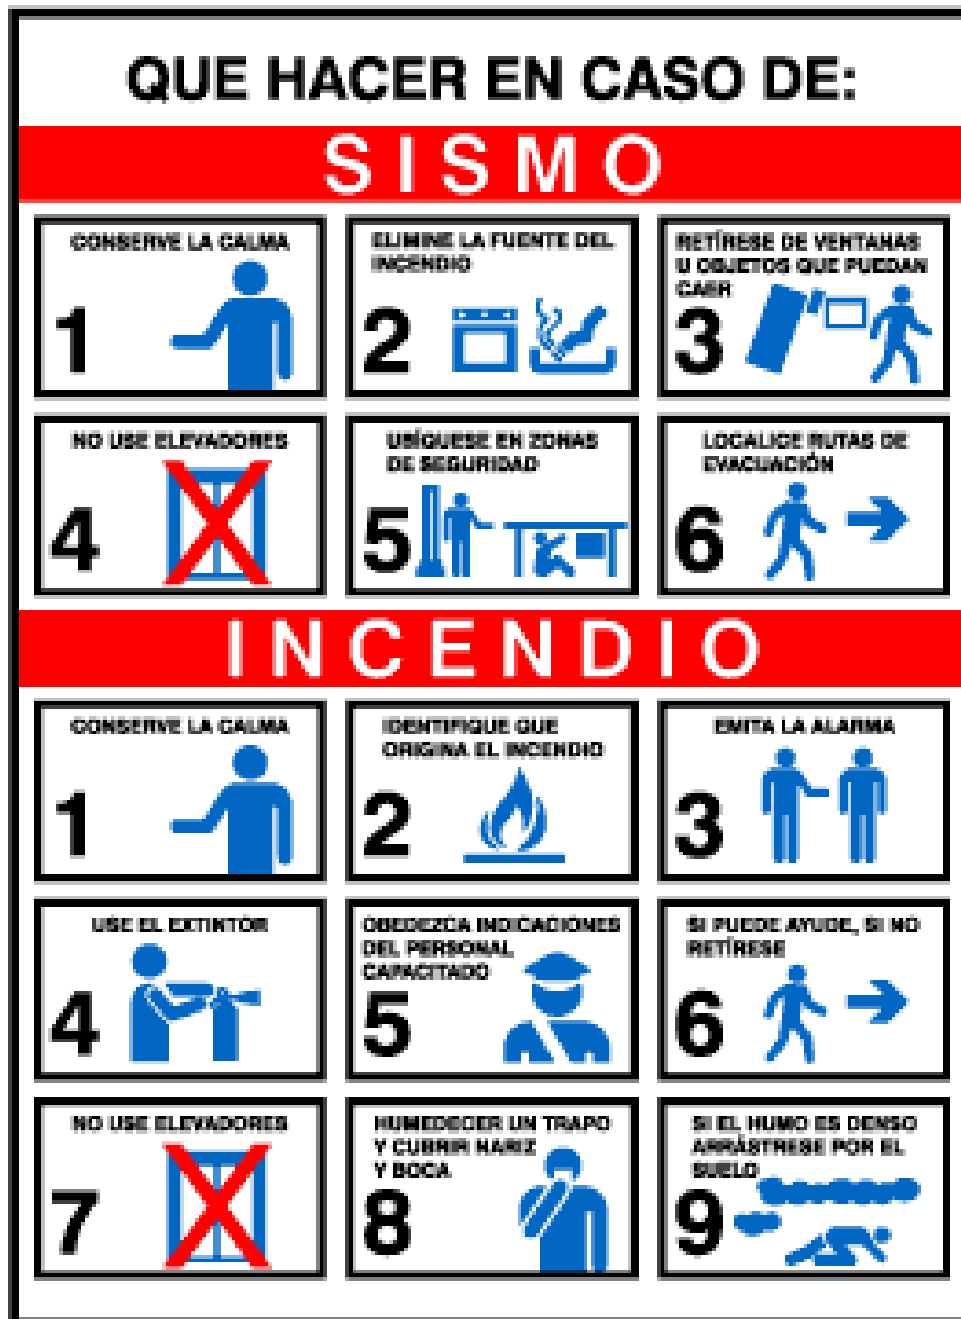 QUE HACER EN CASO DE:
SISMO
CONSERVE LA CALMA
1
ELIMINE LA FUENTE DEL
INCENDIO
2
RETÍRESE DE VENTANAS
U OBJETOS QUE PUEDAN
CAER
3
NO USE ELEVADORES
4
UBÍQUESE EN ZONAS
DE SEGURIDAD
5
LOCALICE RUTAS DE
EVACUACIÓN
6
INCENDIO
CONSERVE LA CALMA
1
IDENTIFIQUE QUE
ORIGINA EL INCENDIO
2
EMITA LA ALARMA
3
USE EL EXTINTOR
4
OBEDEZCA INDICACIONES
DEL PERSONAL
CAPACITADO
5
SI PUEDE AYUDE, SI NO
RETÍRESE
6
NO USE ELEVADORES
7
HUMEDECER UN TRAPO
Y CUBRIR NARIZ
Y BOCA
8
SI EL HUMO ES DENSO
ARRÁSTRESE POR EL
SUELO
9